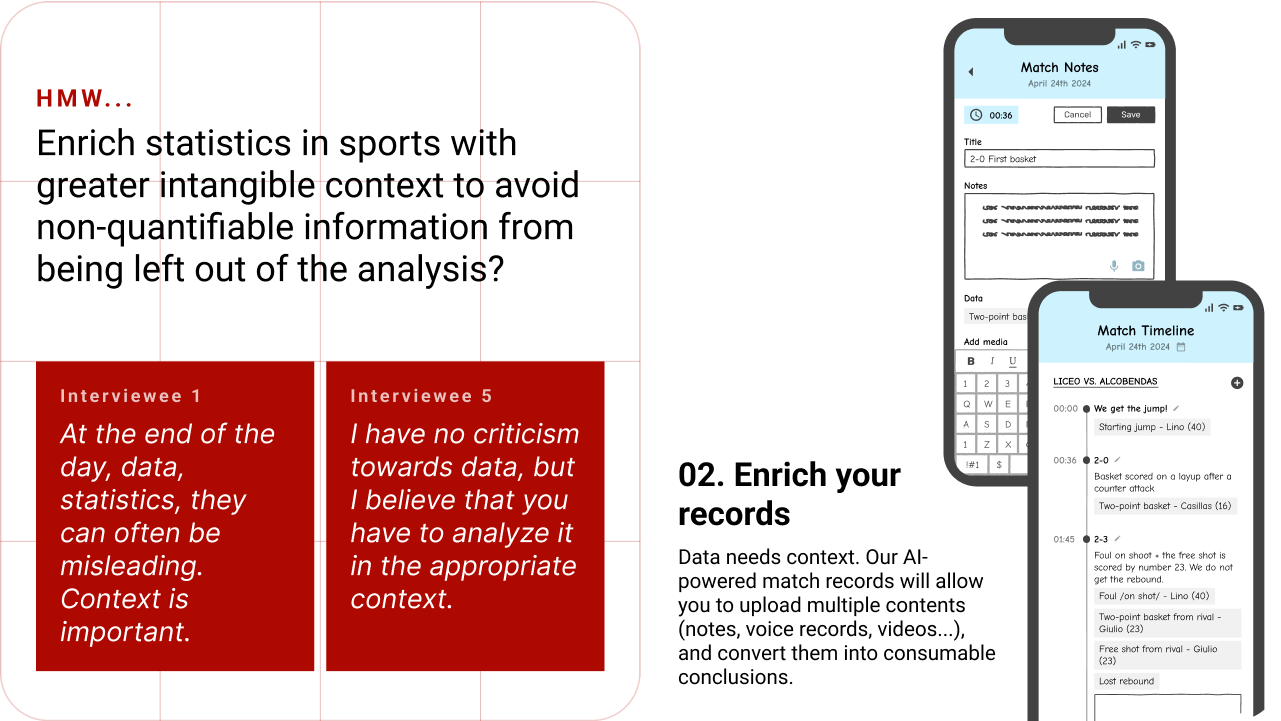 HMW...
Enrich statistics in sports with
greater intangible context to avoid
non-quantifiable information from
being left out of the analysis?
Interviewee 1
At the end of the
day, data,
statistics, they
can often be
misleading.
Context is
important.
Interviewee 5
I have no criticism
towards data, but
I believe that you
have to analyze it
in the appropriate
context.
02. Enrich your
records
Data needs context. Our AI-
powered match records will allow
you to upload multiple contents
(notes, voice records, videos...),
and convert them into consumable
conclusions.
Match Notes
April 24th 2024
00:36
Cancel
Save
Title
2-0 First basket
Notes
Data
Two-point bas
Add media
B I U
1 2 3
Q W E
A S D
1 Z X
!#1 $
Match Timeline
April 24th 2024
LICEO VS. ALCOBENDAS
00:00 We get the jump!
Starting jump - Lino (40)
00:36 2-0
Basket scored on a layup after a
counter attack
Two-point basket - Casillas (16)
01:45 2-3
Foul on shoot + the free shot is
scored by number 23. We do not
get the rebound.
Foul /on shot/ - Lino (40)
Two-point basket from rival -
Giulio (23)
Free shot from rival - Giulio
(23)
Lost rebound